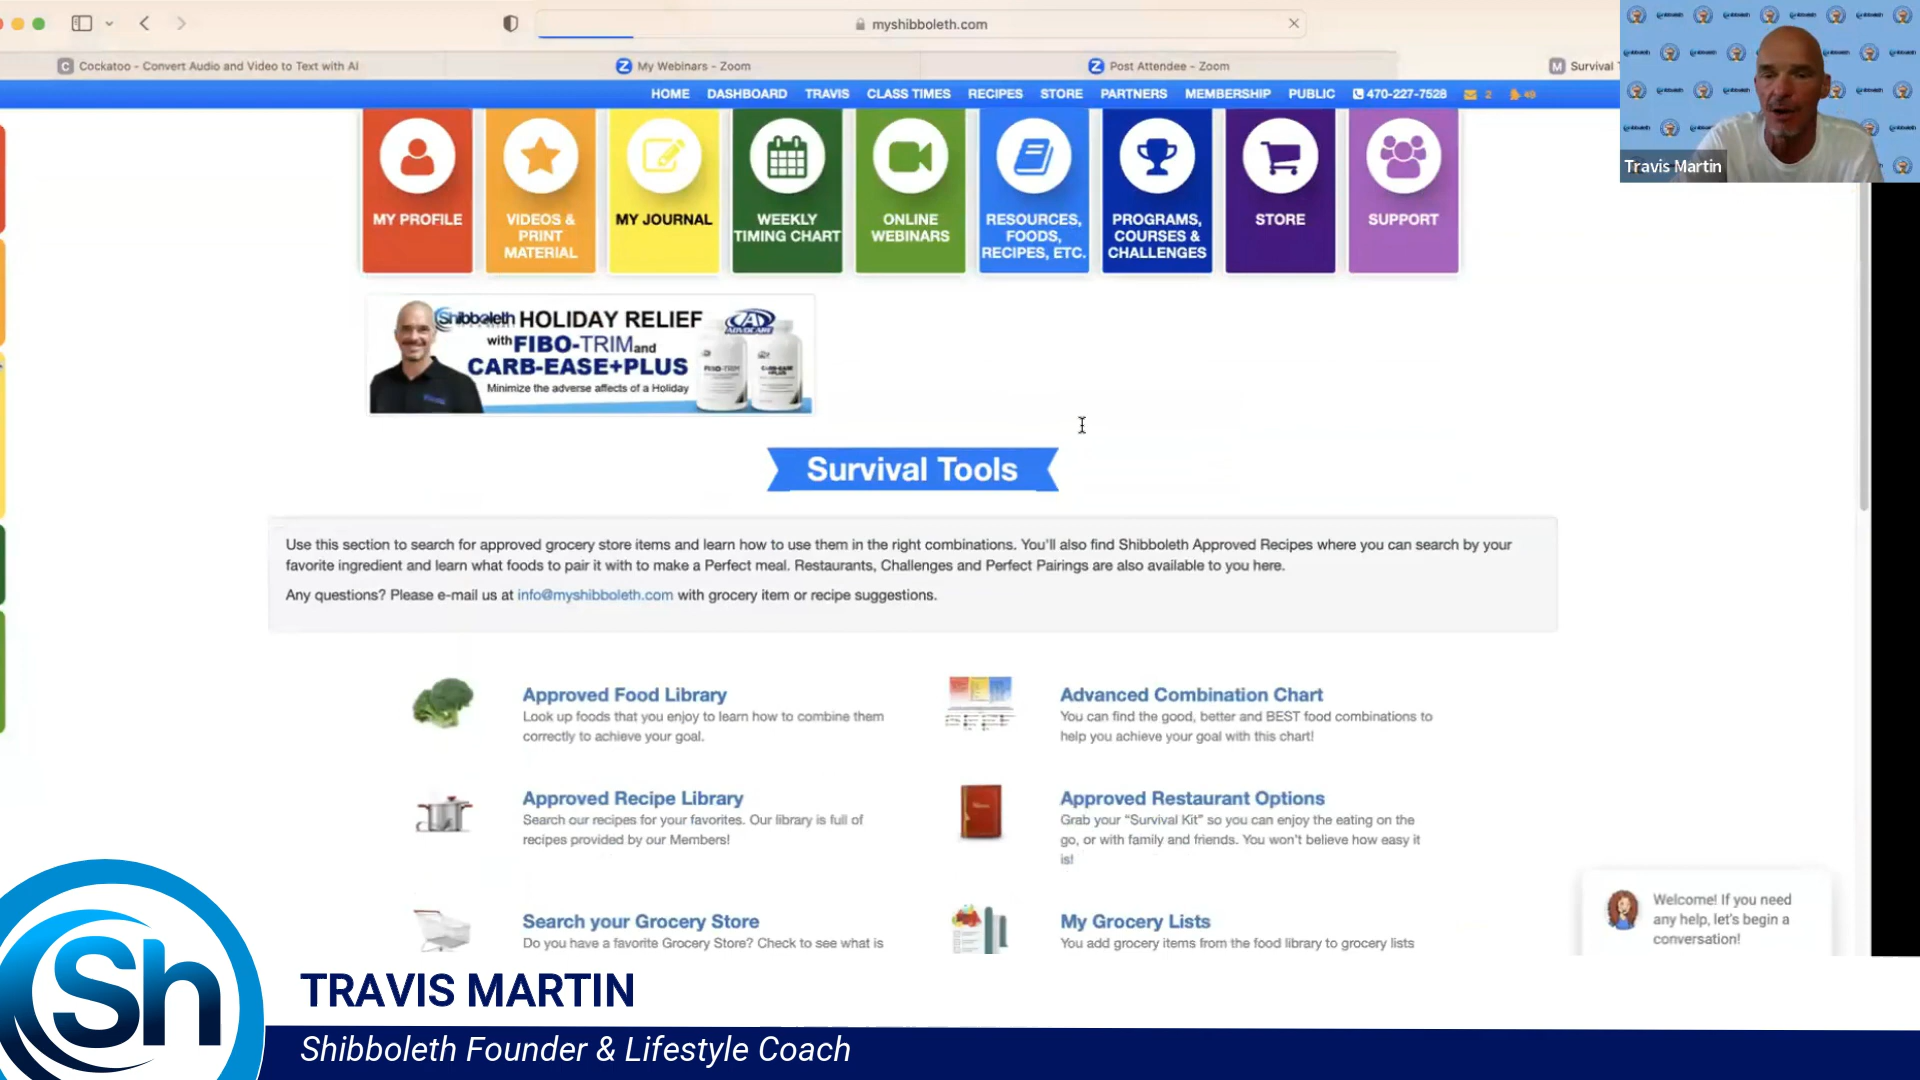 myshibboleth.com
Cockatoo - Convert Audio and Video to Text with AI
My Webinars - Zoom
Post Attendee - Zoom
Survival
HOME DASHBOARD TRAVIS CLASS TIMES RECIPES STORE PARTNERS MEMBERSHIP PUBLIC 470-227-7528 2 49
Travis Martin
MY PROFILE
VIDEOS &
PRINT
MATERIAL
MY JOURNAL
WEEKLY
TIMING CHART
ONLINE
WEBINARS
RESOURCES,
FOODS,
RECIPES, ETC.
PROGRAMS,
COURSES &
CHALLENGES
STORE
SUPPORT
Shibboleth HOLIDAY RELIEF
with FIBO-TRIM and
CARB-EASE+PLUS
Minimize the adverse affects of a Holiday
ADVOCARE
FIBO-TRIM
CARB-EASE
+PLUS
Survival Tools
Use this section to search for approved grocery store items and learn how to use them in the right combinations. You'll also find Shibboleth Approved Recipes where you can search by your
favorite ingredient and learn what foods to pair it with to make a Perfect meal. Restaurants, Challenges and Perfect Pairings are also available to you here.
Any questions? Please e-mail us at info@myshibboleth.com with grocery item or recipe suggestions.
Approved Food Library
Look up foods that you enjoy to learn how to combine them
correctly to achieve your goal.
Advanced Combination Chart
You can find the good, better and BEST food combinations to
help you achieve your goal with this chart!
Approved Recipe Library
Search our recipes for your favorites. Our library is full of
recipes provided by our Members!
Approved Restaurant Options
Grab your “Survival Kit” so you can enjoy the eating on the
go, or with family and friends. You won't believe how easy it
is!
Search your Grocery Store
Do you have a favorite Grocery Store? Check to see what is
My Grocery Lists
You add grocery items from the food library to grocery lists
Welcome! If you need
any help, let's begin a
conversation!
Sh
TRAVIS MARTIN
Shibboleth Founder & Lifestyle Coach